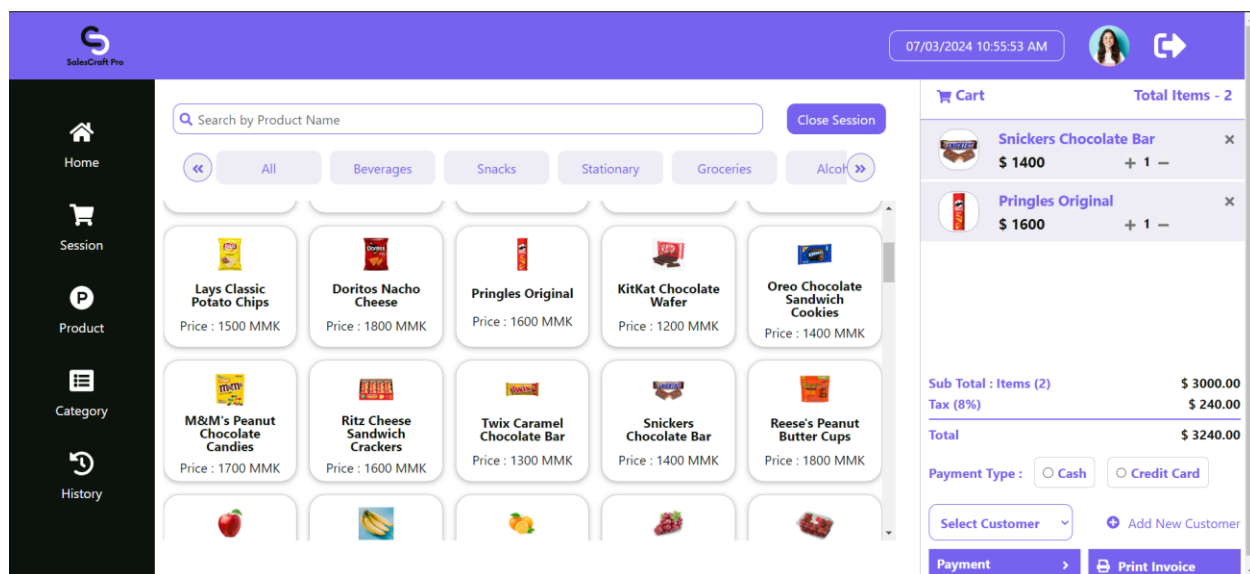 SalesCraft Pro
07/03/2024 10:55:53 AM
Home
Session
Product
Category
History
Search by Product Name
Close Session
All
Beverages
Snacks
Stationary
Groceries
Lays Classic
Potato Chips
Price : 1500 MMK
Doritos Nacho
Cheese
Price : 1800 MMK
Pringles Original
Price : 1600 MMK
KitKat Chocolate
Wafer
Price : 1200 MMK
Oreo Chocolate
Sandwich
Cookies
Price : 1400 MMK
M&M's Peanut
Chocolate
Candies
Price : 1700 MMK
Ritz Cheese
Sandwich
Crackers
Price : 1600 MMK
Twix Caramel
Chocolate Bar
Price : 1300 MMK
Snickers
Chocolate Bar
Price : 1400 MMK
Reese's Peanut
Butter Cups
Price : 1800 MMK
Cart
Total Items - 2
Snickers Chocolate Bar
$ 1400
+ 1 −
Pringles Original
$ 1600
+ 1 −
Sub Total : Items (2)
$ 3000.00
Tax (8%)
$ 240.00
Total
$ 3240.00
Payment Type :
Cash
Credit Card
Select Customer
Add New Customer
Payment
Print Invoice